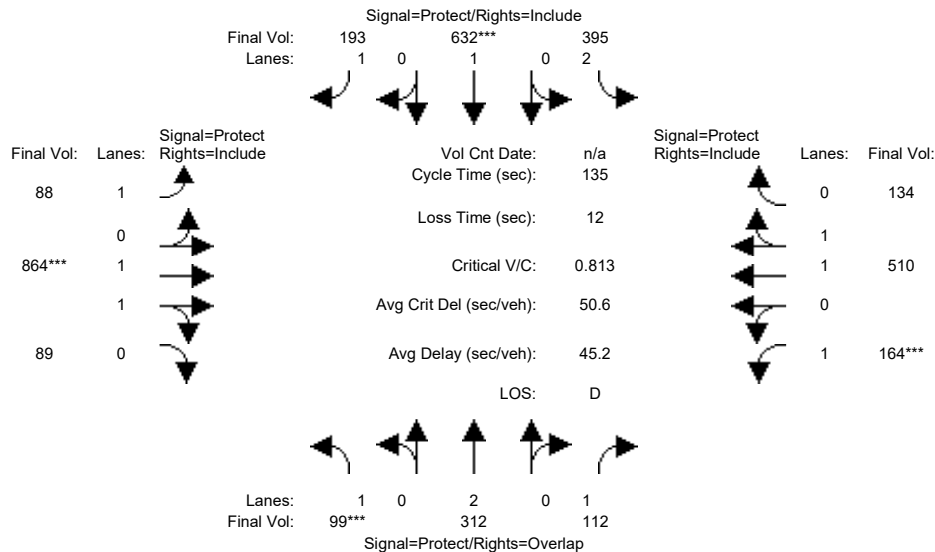 Signal=Protect/Rights=Include
Final Vol: 193 632*** 395
Lanes: 1 0 1 0 2
Signal=Protect
Final Vol: Lanes: Rights=Include
Vol Cnt Date: n/a
Signal=Protect
Rights=Include Lanes: Final Vol:
Cycle Time (sec): 135
88 1
0 134
Loss Time (sec): 12
0
1
864*** 1
Critical V/C: 0.813
1 510
1
Avg Crit Del (sec/veh): 50.6
0
89 0
Avg Delay (sec/veh): 45.2
1 164***
LOS: D
Lanes: 1 0 2 0 1
Final Vol: 99*** 312 112
Signal=Protect/Rights=Overlap